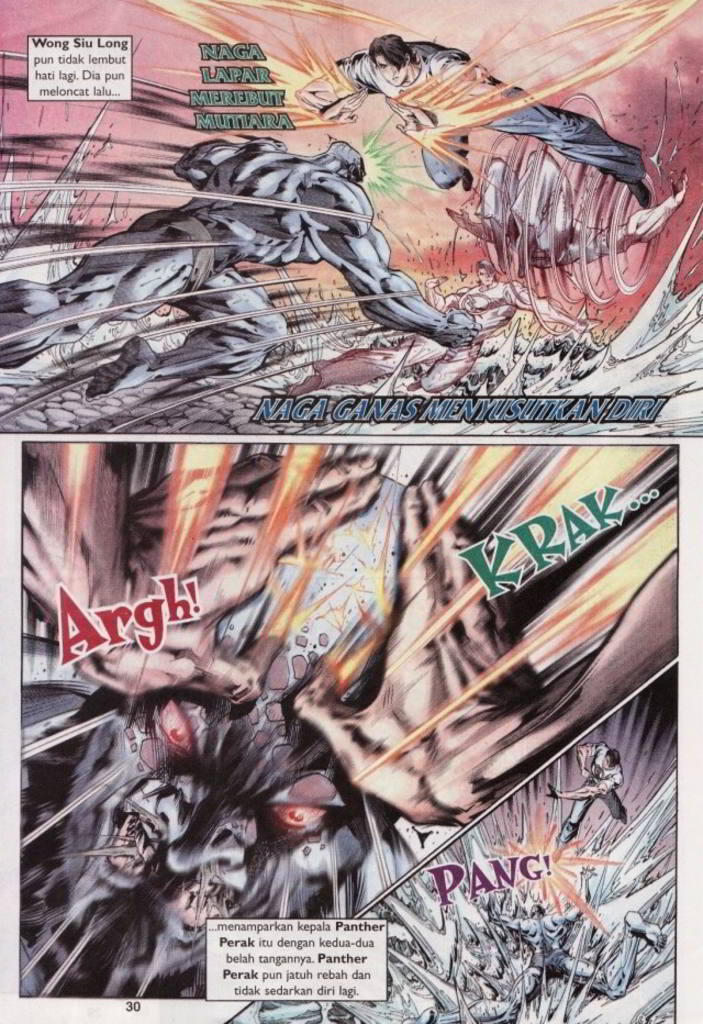 Wong Siu Long
pun tidak lembut
hati lagi. Dia pun
meloncat lalu...
NAGA
LAPAR
MEREBUT
MUTIARA
NAGA GANAS MENYUSUTKAN DIRI
KRAK...
Argh!
PANG!
...menamparkan kepala Panther
Perak itu dengan kedua-dua
belah tangannya. Panther
Perak pun jatuh rebah dan
tidak sedarkan diri lagi.
30